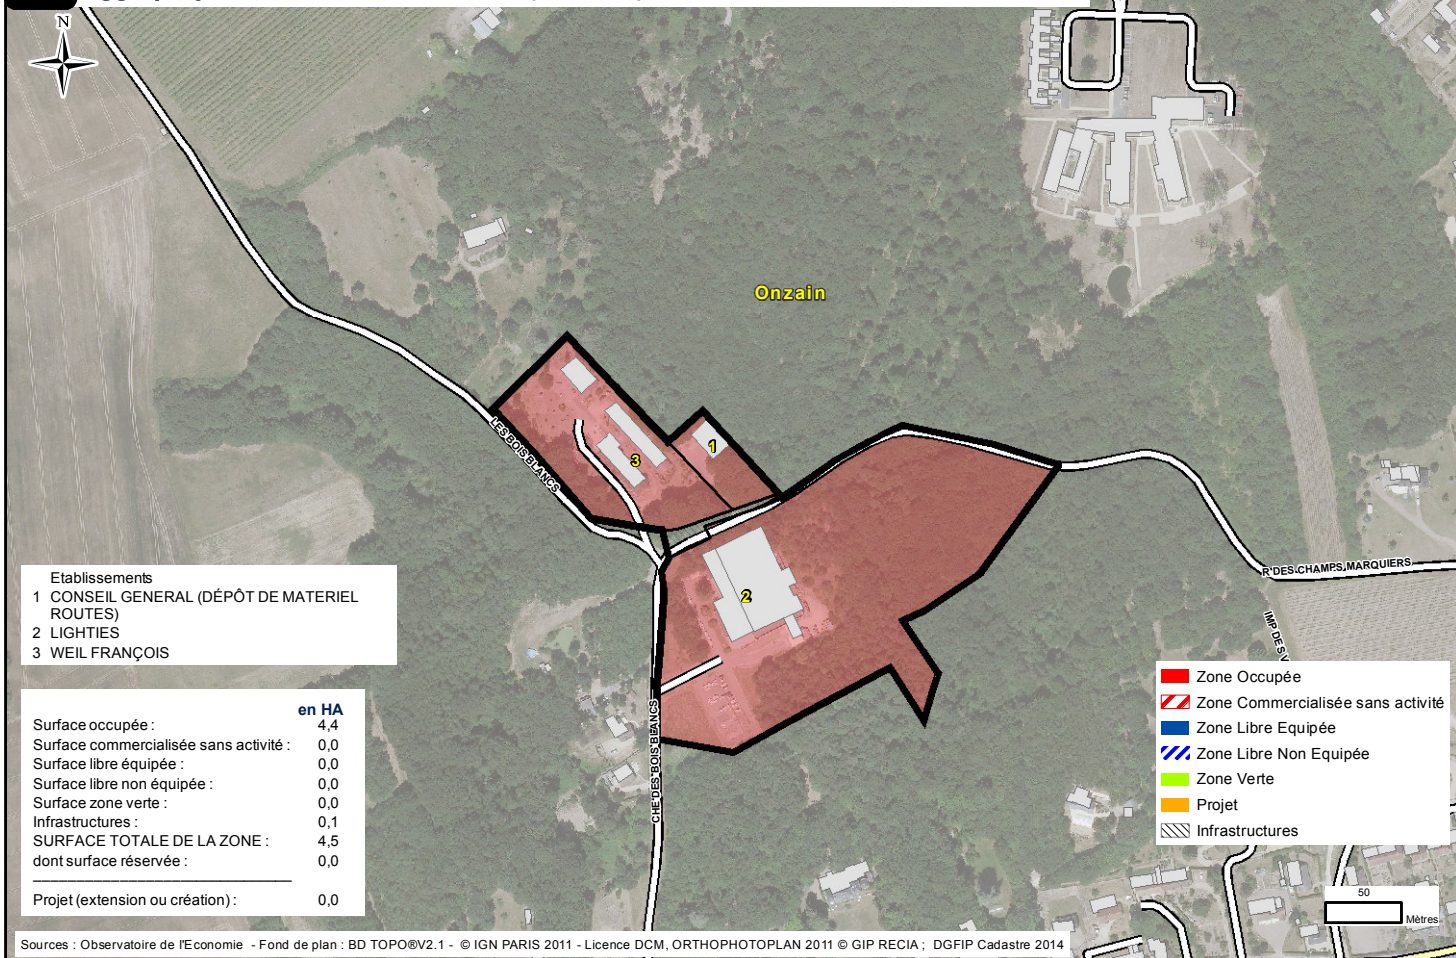 N
Onzain
LES BOIS BLANCS
1
3
2
R DES CHAMPS MARQUIERS
IMP DES V
CHE DES BOIS BLANCS
Etablissements
1 CONSEIL GENERAL (DÉPÔT DE MATERIEL
ROUTES)
2 LIGHTIES
3 WEIL FRANÇOIS
en HA
Surface occupée : 4,4
Surface commercialisée sans activité : 0,0
Surface libre équipée : 0,0
Surface libre non équipée : 0,0
Surface zone verte : 0,0
Infrastructures : 0,1
SURFACE TOTALE DE LA ZONE : 4,5
dont surface réservée : 0,0
Projet (extension ou création) : 0,0
Zone Occupée
Zone Commercialisée sans activité
Zone Libre Equipée
Zone Libre Non Equipée
Zone Verte
Projet
Infrastructures
50
Mètres
Sources : Observatoire de l'Economie - Fond de plan : BD TOPO®V2.1 - © IGN PARIS 2011 - Licence DCM, ORTHOPHOTOPLAN 2011 © GIP RECIA ; DGFIP Cadastre 2014